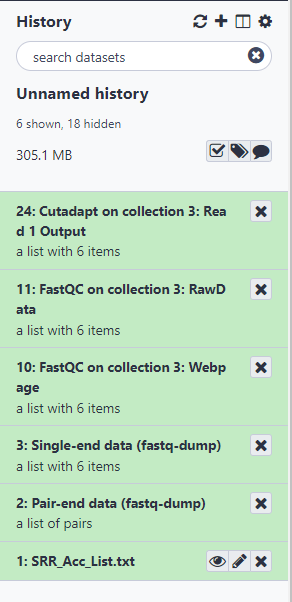 History
search datasets
Unnamed history
6 shown, 18 hidden
305.1 MB
24: Cutadapt on collection 3: Rea
d 1 Output
a list with 6 items
11: FastQC on collection 3: RawD
ata
a list with 6 items
10: FastQC on collection 3: Webp
age
a list with 6 items
3: Single-end data (fastq-dump)
a list with 6 items
2: Pair-end data (fastq-dump)
a list of pairs
1: SRR_Acc_List.txt